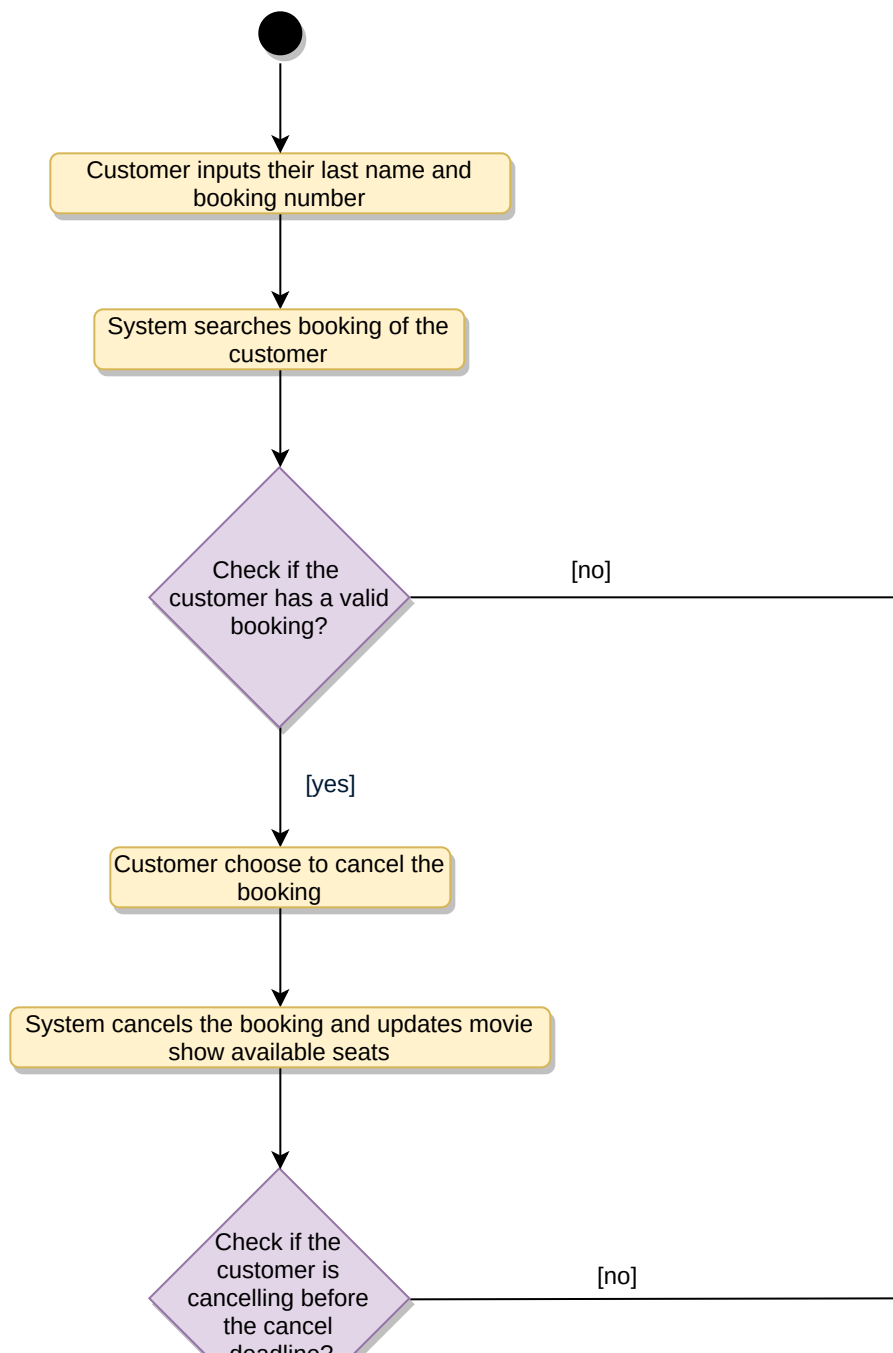 Customer inputs their last name and
booking number
System searches booking of the
customer
Check if the
customer has a valid
booking?
[no]
[yes]
Customer choose to cancel the
booking
System cancels the booking and updates movie
show available seats
Check if the
customer is
cancelling before
the cancel
deadline?
[no]